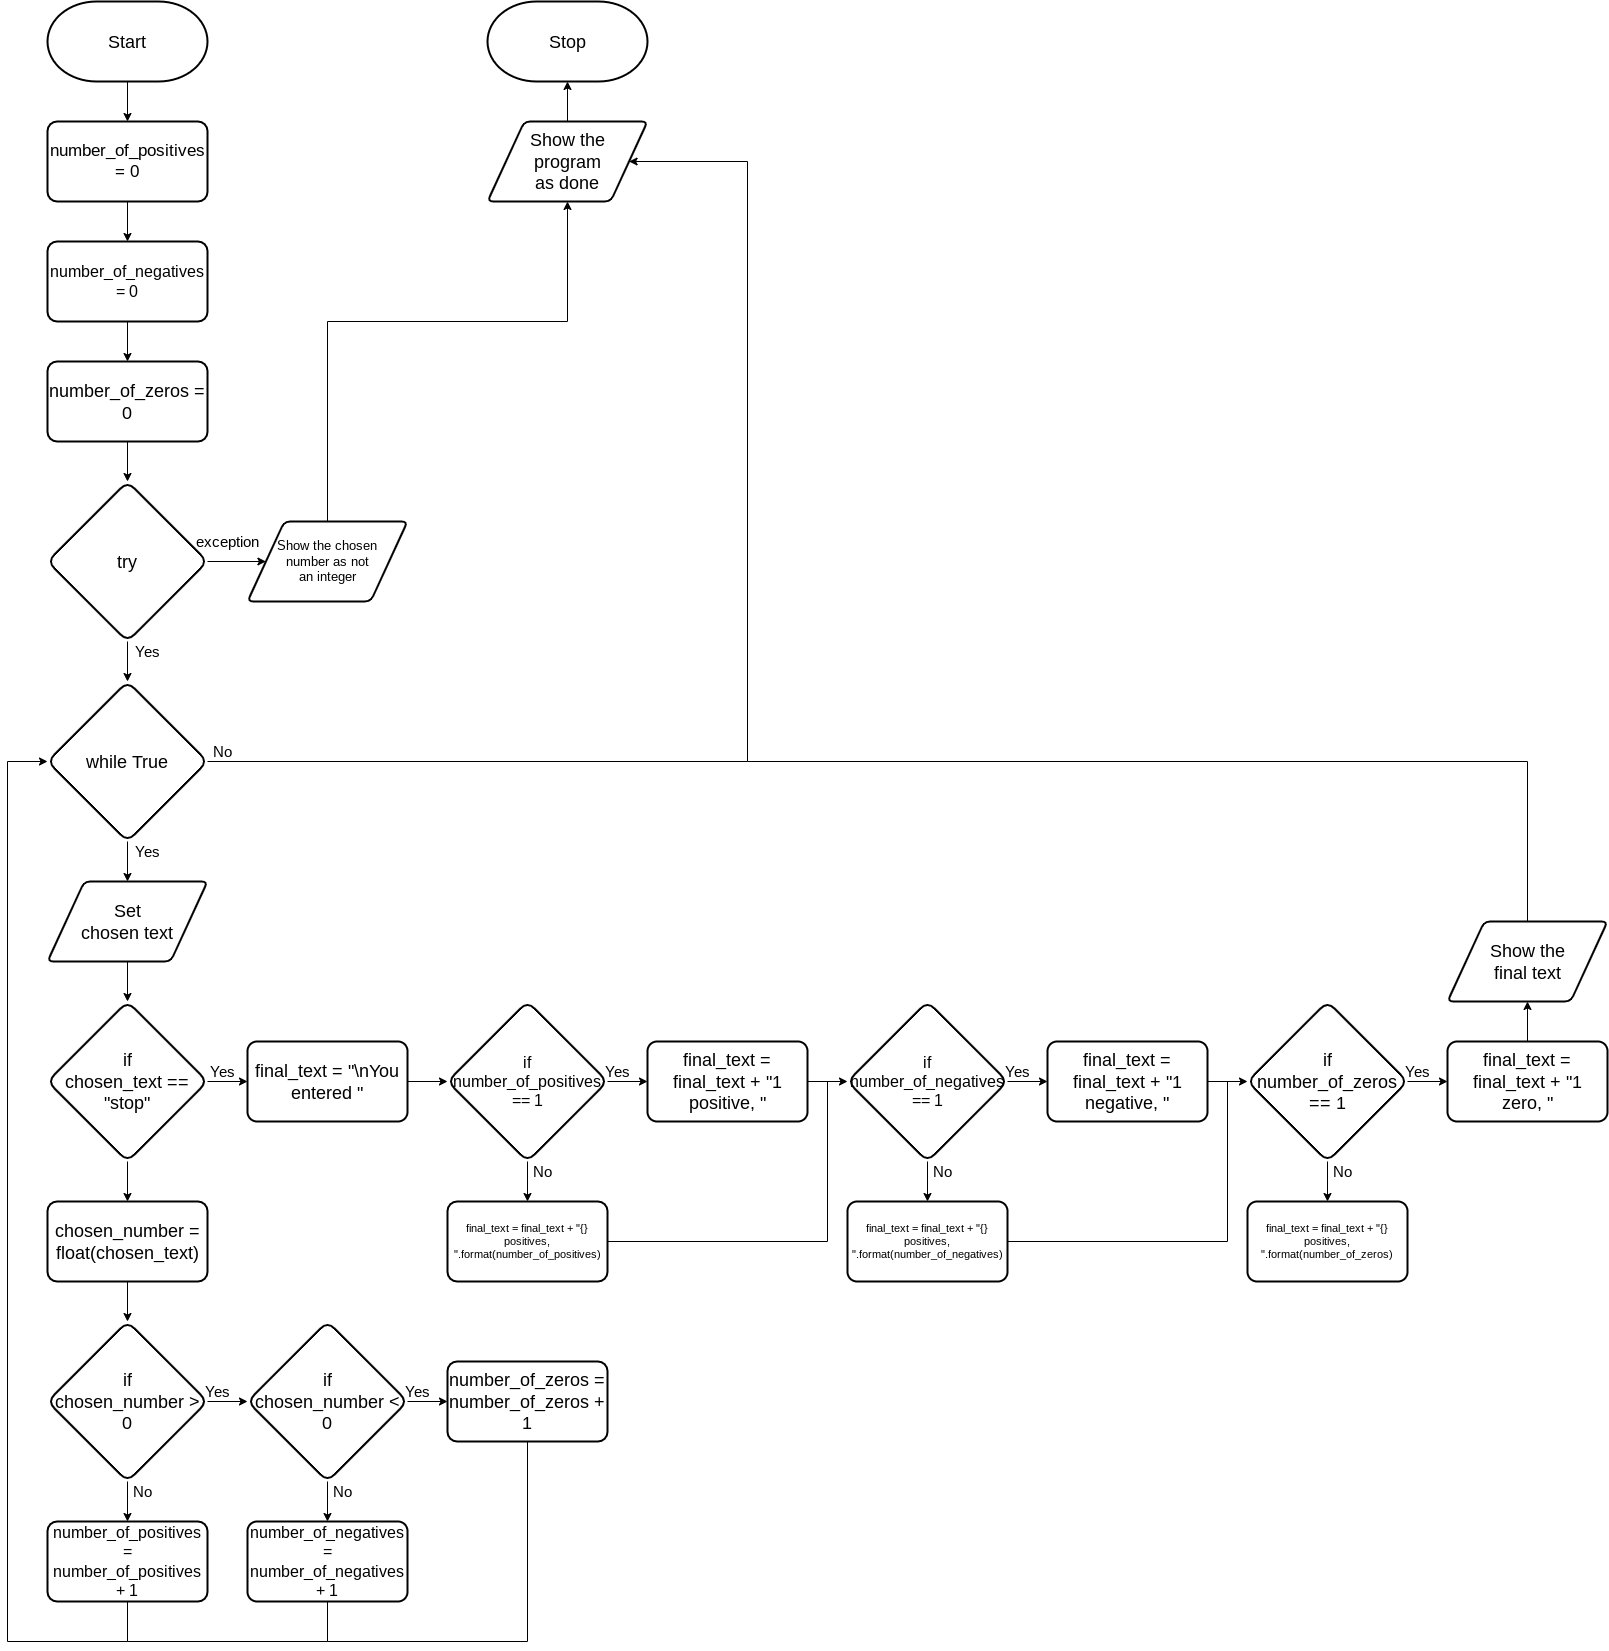 Start
Stop
number_of_positives
= 0
Show the
program
as done
number_of_negatives
= 0
number_of_zeros =
0
try
exception
Show the chosen
number as not
an integer
Yes
while True
No
Yes
Set
chosen text
Show the
final text
if
chosen_text ==
"stop"
Yes
final_text = "\nYou
entered "
if
number_of_positives
== 1
Yes
final_text =
final_text + "1
positive, "
if
number_of_negatives
== 1
Yes
final_text =
final_text + "1
negative, "
if
number_of_zeros
== 1
Yes
final_text =
final_text + "1
zero, "
No
No
No
chosen_number =
float(chosen_text)
final_text = final_text + "{}
positives,
".format(number_of_positives)
final_text = final_text + "{}
positives,
".format(number_of_negatives)
final_text = final_text + "{}
positives,
".format(number_of_zeros)
if
chosen_number >
0
Yes
if
chosen_number <
0
Yes
number_of_zeros =
number_of_zeros +
1
No
No
number_of_positives
=
number_of_positives
+ 1
number_of_negatives
=
number_of_negatives
+ 1